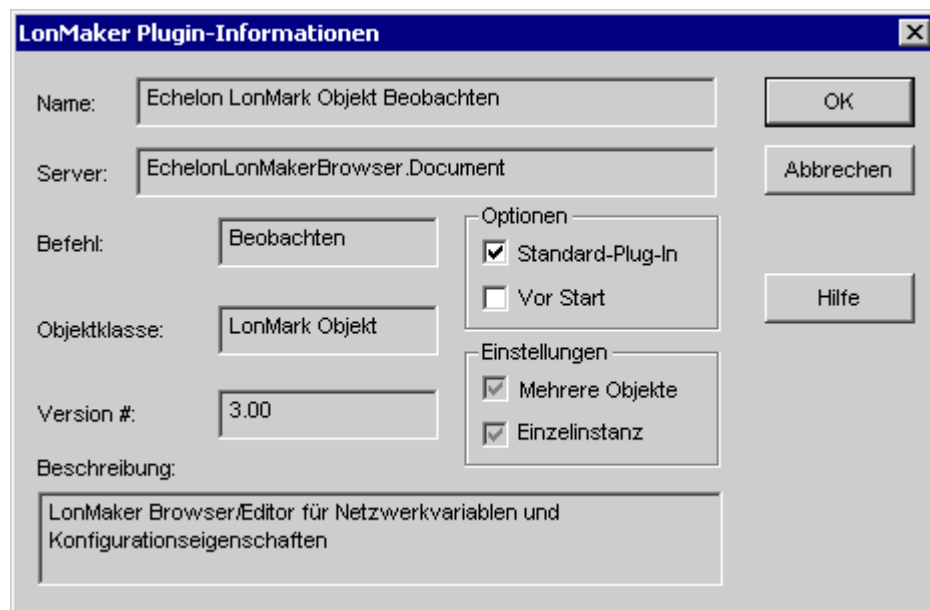 LonMaker Plugin-Informationen
Name: Echelon LonMark Objekt Beobachten
OK
Server: EchelonLonMakerBrowser.Document
Abbrechen
Befehl: Beobachten
Optionen
Standard-Plug-In
Vor Start
Hilfe
Objektklasse: LonMark Objekt
Einstellungen
Mehrere Objekte
Einzelinstanz
Version #: 3.00
Beschreibung:
LonMaker Browser/Editor für Netzwerkvariablen und
Konfigurationseigenschaften